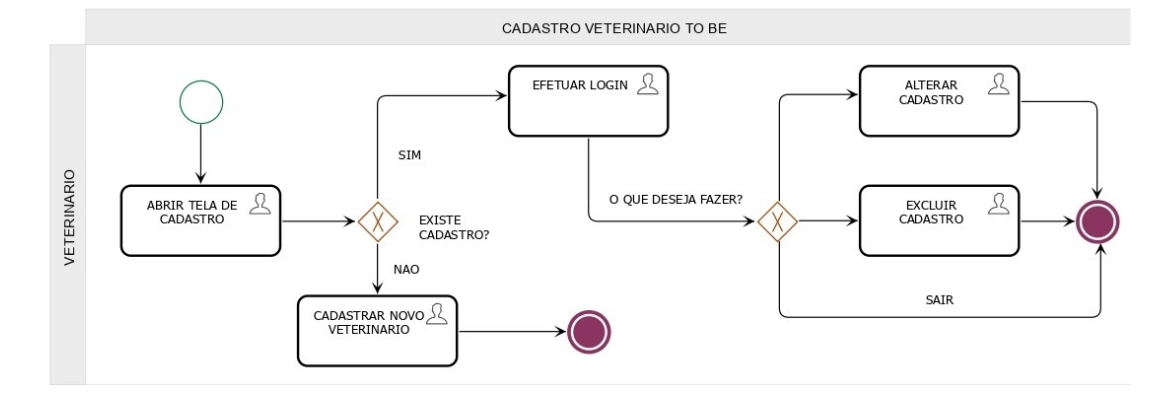 CADASTRO VETERINARIO TO BE
VETERINARIO
ABRIR TELA DE
CADASTRO
EXISTE
CADASTRO?
SIM
NAO
EFETUAR LOGIN
CADASTRAR NOVO
VETERINARIO
O QUE DESEJA FAZER?
ALTERAR
CADASTRO
EXCLUIR
CADASTRO
SAIR